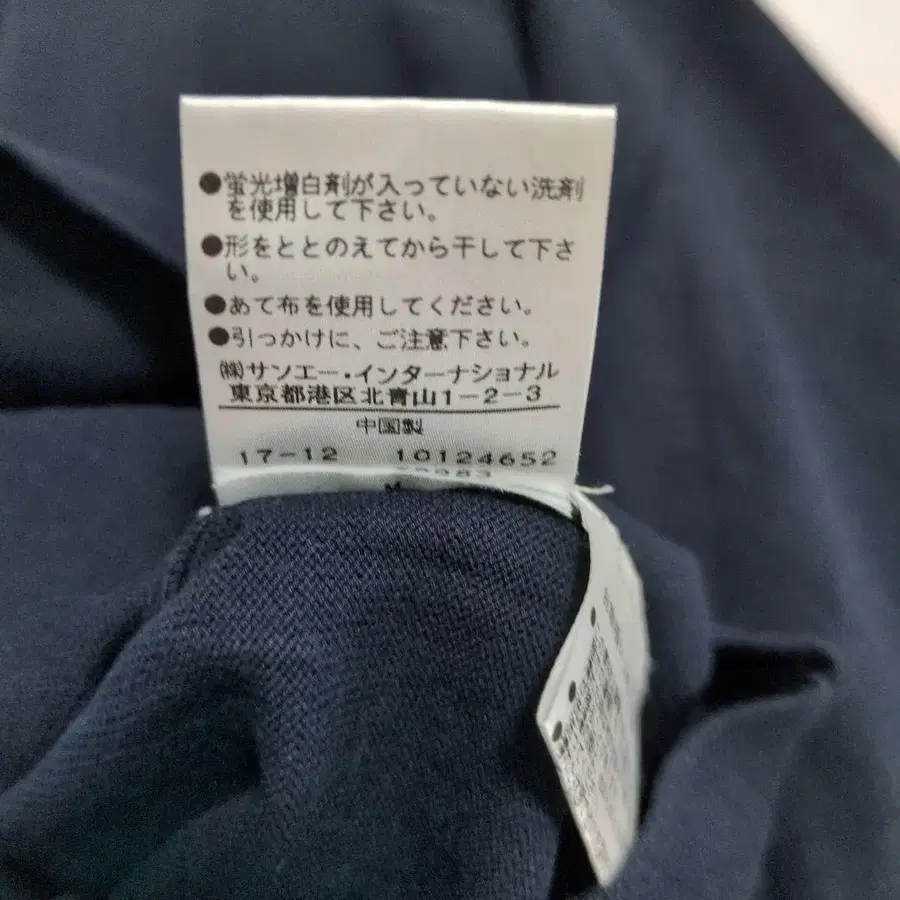 ●蛍光増白剤が入っていない洗剤
を使用して下さい。
●形をととのえてから干して下さ
い。
●あて布を使用してください。
●引っかけに、ご注意下さい。
㈱サンエー・インターナショナル
東京都港区北青山1-2-3
中国製
17-12 10124652